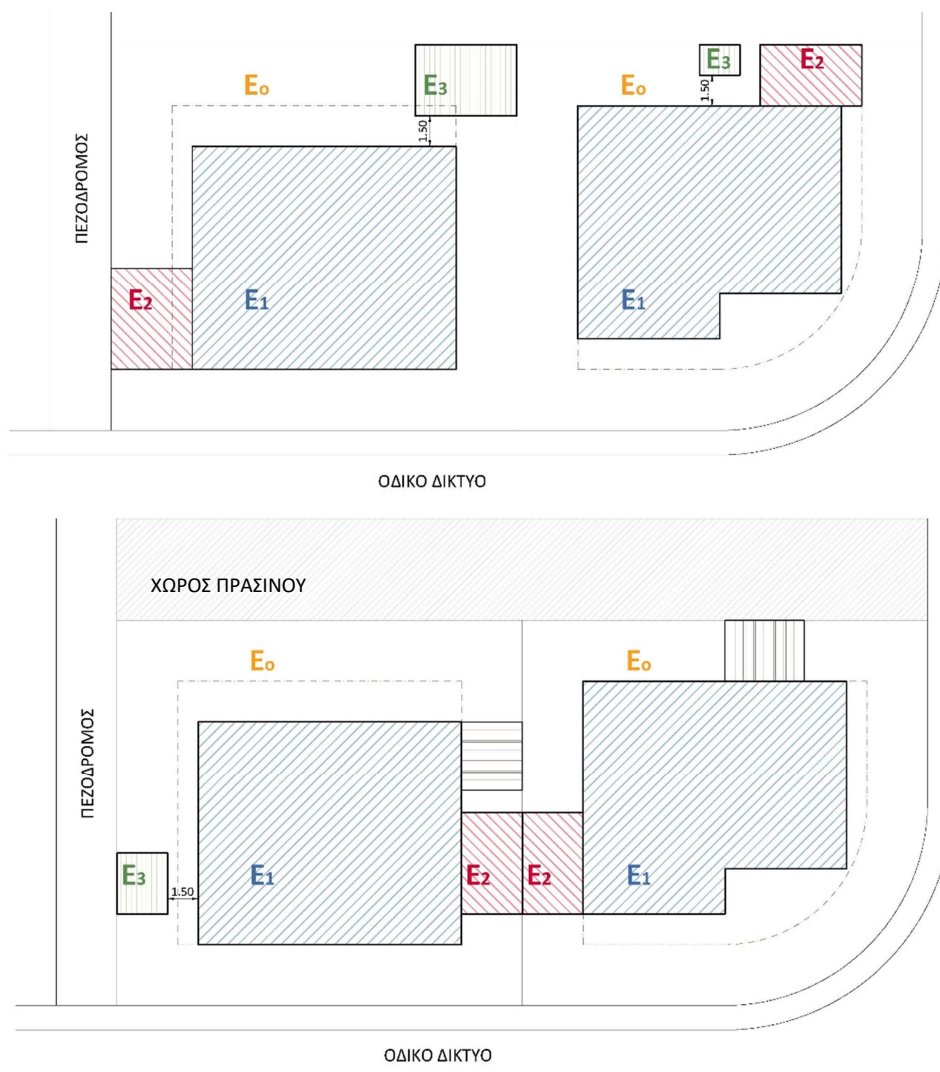 E3
E3
E2
Eo
Eo
1.50
1.50
ΠΕΖΟΔΡΟΜΟΣ
E2
E1
E1
ΟΔΙΚΟ ΔΙΚΤΥΟ
ΧΩΡΟΣ ΠΡΑΣΙΝΟΥ
Eo
Eo
ΠΕΖΟΔΡΟΜΟΣ
E3
1.50
E1
E2
E2
E1
ΟΔΙΚΟ ΔΙΚΤΥΟ